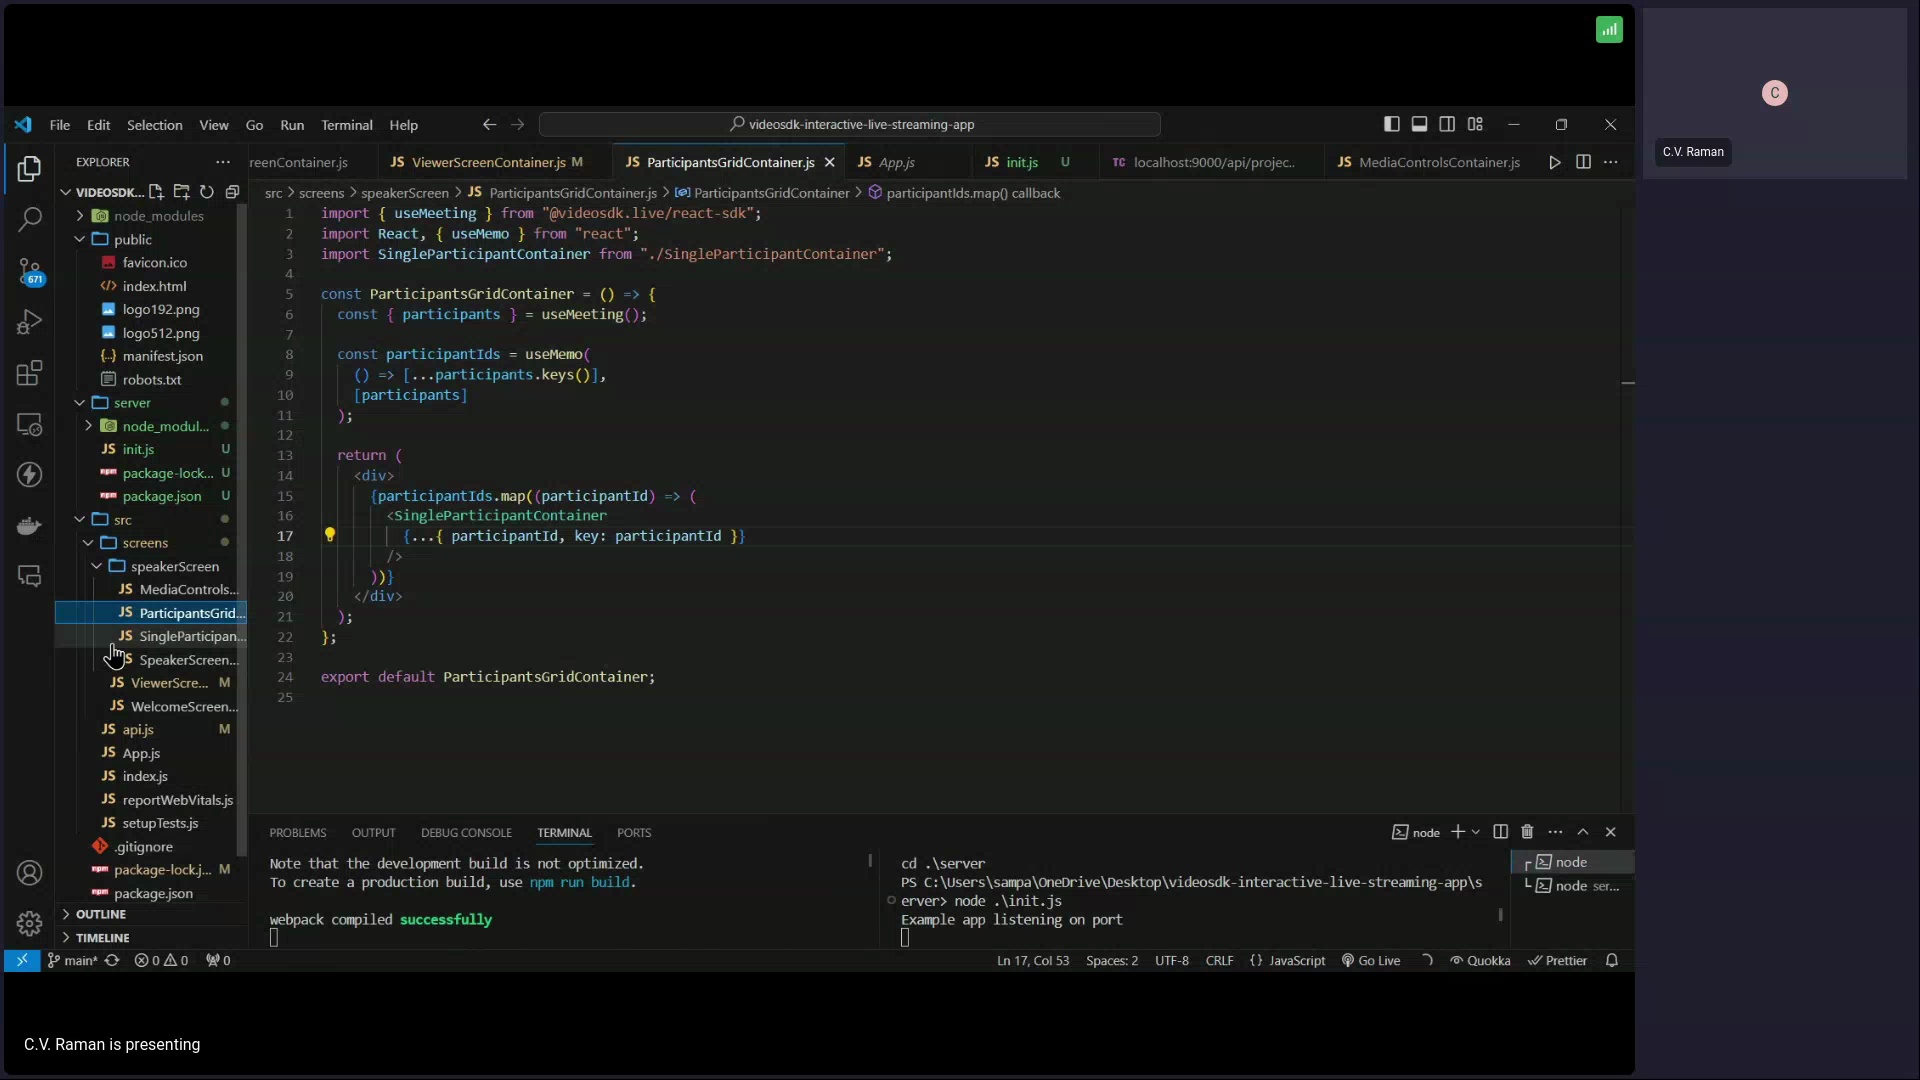 File Edit Selection View Go Run Terminal Help
videosdk-interactive-live-streaming-app
C
C.V. Raman
EXPLORER
VIDEOSDK...
node_modules
public
favicon.ico
index.html
logo192.png
logo512.png
manifest.json
robots.txt
server
node_modul...
init.js U
package-lock... U
package.json U
src
screens
speakerScreen
MediaControls...
ParticipantsGrid...
SingleParticipan...
SpeakerScreen...
ViewerScre... M
WelcomeScreen...
api.js M
App.js
index.js
reportWebVitals.js
setupTests.js
.gitignore
package-lock.j... M
package.json
OUTLINE
TIMELINE
671
reenContainer.js
JS ViewerScreenContainer.js M
JS ParticipantsGridContainer.js
JS App.js
JS init.js U
TC localhost:9000/api/projec..
JS MediaControlsContainer.js
src > screens > speakerScreen > JS ParticipantsGridContainer.js > ParticipantsGridContainer > participantIds.map() callback
1 import { useMeeting } from "@videosdk.live/react-sdk";
2 import React, { useMemo } from "react";
3 import SingleParticipantContainer from "./SingleParticipantContainer";
4
5 const ParticipantsGridContainer = () => {
6 const { participants } = useMeeting();
7
8 const participantIds = useMemo(
9 () => [...participants.keys()],
10 [participants]
11 );
12
13 return (
14 <div>
15 {participantIds.map((participantId) => (
16 <SingleParticipantContainer
17 {...{ participantId, key: participantId }}
18 />
19 ))}
20 </div>
21 );
22 };
23
24 export default ParticipantsGridContainer;
25
PROBLEMS OUTPUT DEBUG CONSOLE TERMINAL PORTS
node
Note that the development build is not optimized.
To create a production build, use npm run build.
webpack compiled successfully
cd .\server
PS C:\Users\sampa\OneDrive\Desktop\videosdk-interactive-live-streaming-app\s
erver> node .\init.js
Example app listening on port
node
node ser...
main* 0 0 0
Ln 17, Col 53 Spaces: 2 UTF-8 CRLF {} JavaScript Go Live Quokka Prettier
C.V. Raman is presenting